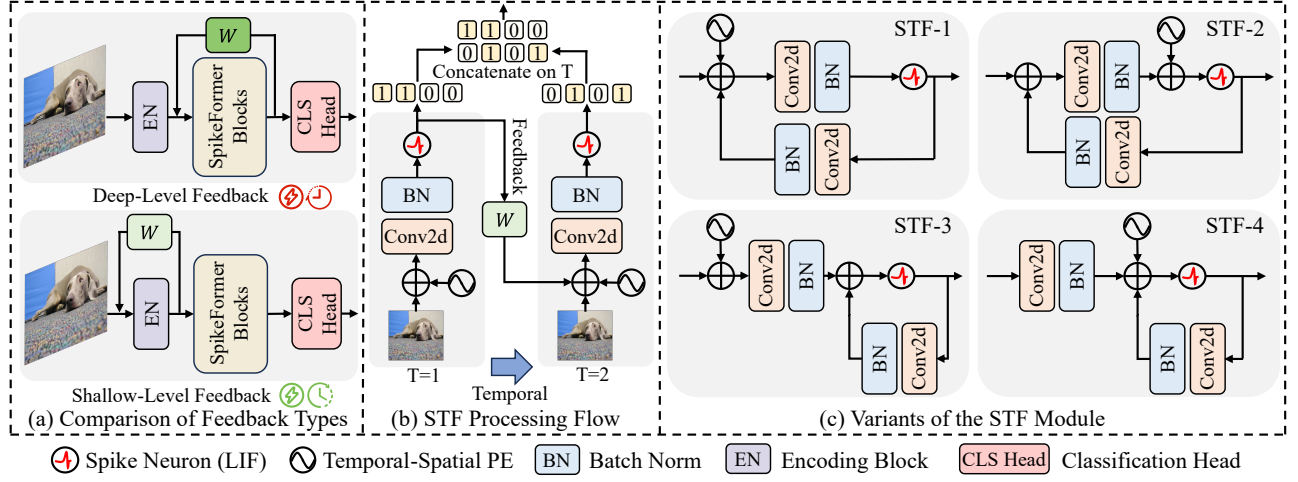 W
EN
SpikeFormer
Blocks
CLS
Head
Deep-Level Feedback
W
EN
SpikeFormer
Blocks
CLS
Head
Shallow-Level Feedback
(a) Comparison of Feedback Types
1 1 0 0
0 1 0 1
Concatenate on T
1 1 0 0
0 1 0 1
Feedback
BN
BN
W
Conv2d
Conv2d
T=1
T=2
Temporal
(b) STF Processing Flow
STF-1
Conv2d
BN
BN
Conv2d
STF-2
Conv2d
BN
BN
Conv2d
STF-3
Conv2d
BN
BN
Conv2d
STF-4
Conv2d
BN
BN
Conv2d
(c) Variants of the STF Module
Spike Neuron (LIF)
Temporal-Spatial PE
BN Batch Norm
EN Encoding Block
CLS Head Classification Head